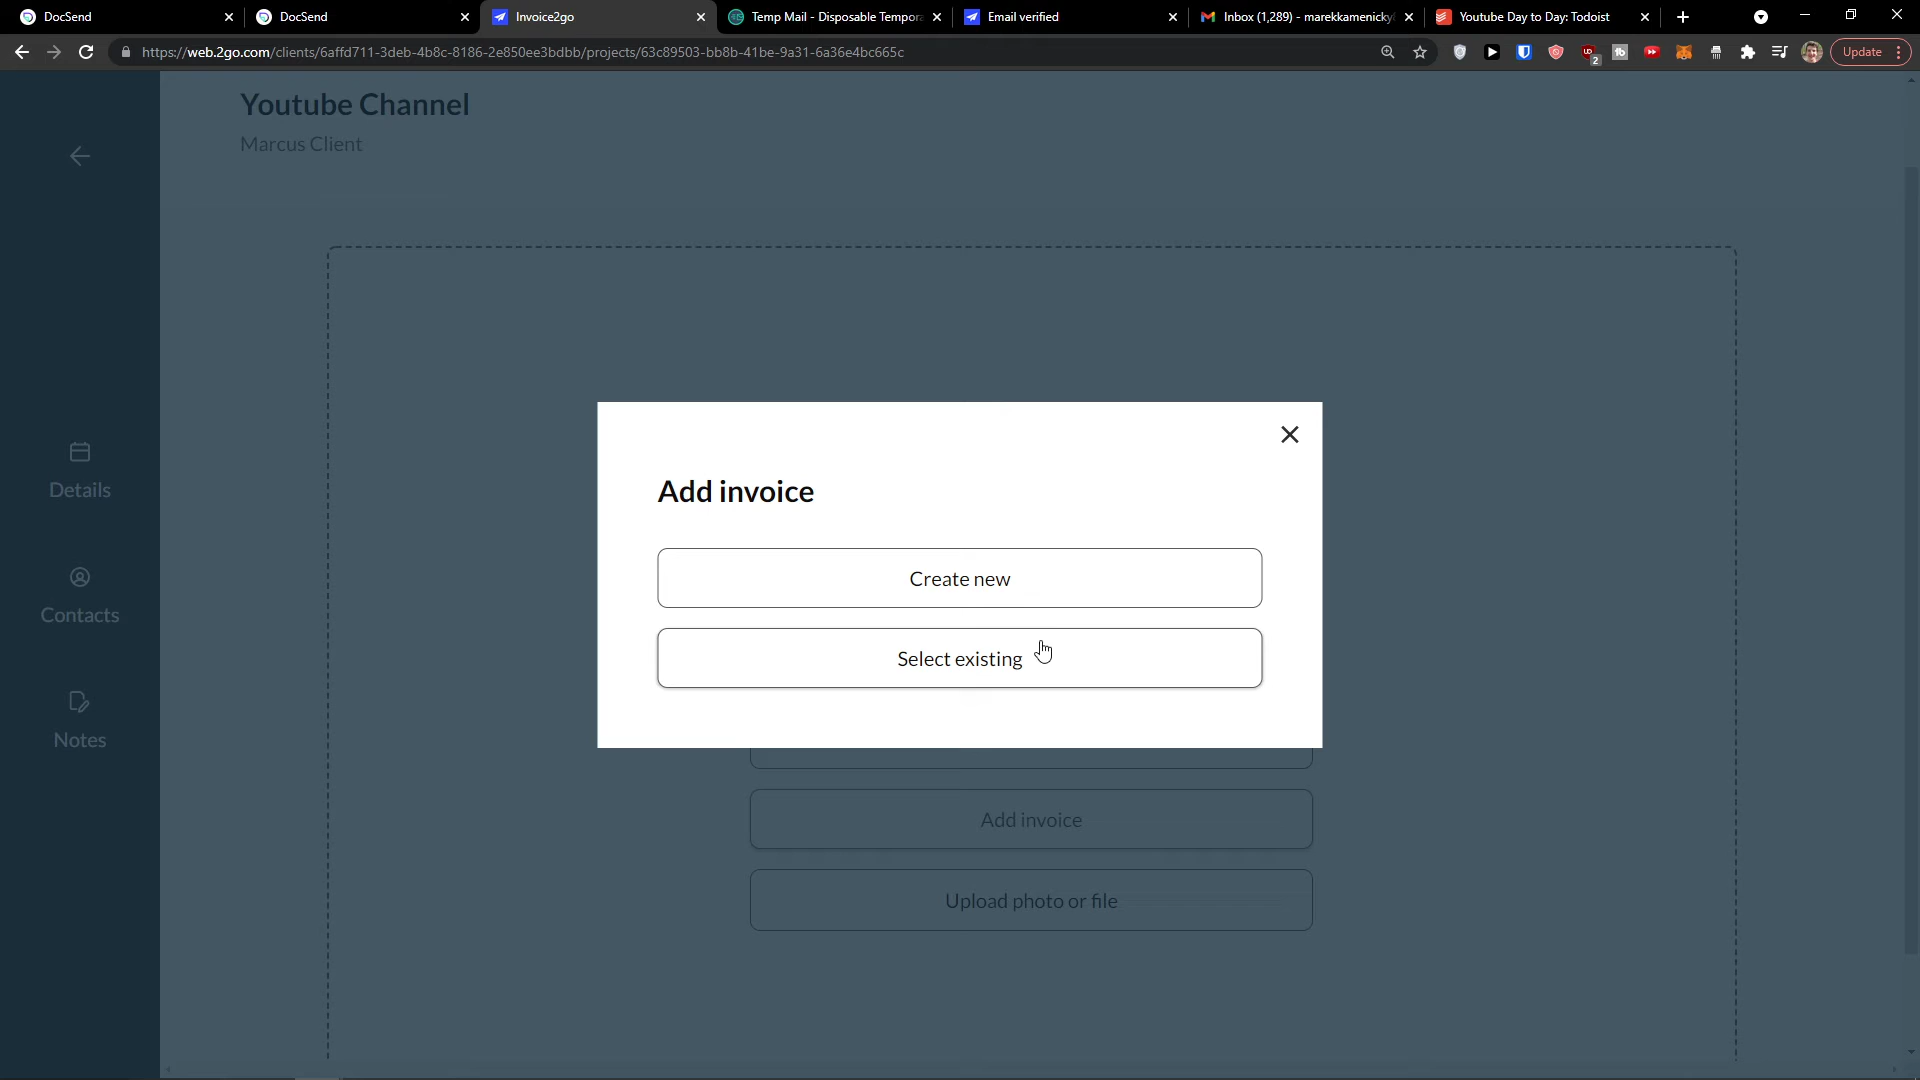 DocSend
DocSend
Invoice2go
Temp Mail - Disposable Tempora
Email verified
Inbox (1,289) - marekkamenicky
Youtube Day to Day: Todoist
https://web.2go.com/clients/6affd711-3deb-4b8c-8186-2e850ee3bdbb/projects/63c89503-bb8b-41be-9a31-6a36e4bc665c
2
Update
Youtube Channel
Marcus Client
Details
Contacts
Notes
Add invoice
Create new
Select existing
Add invoice
Upload photo or file